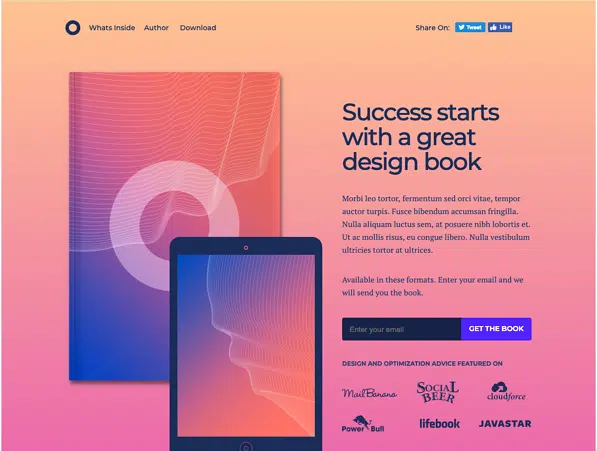 Whats Inside Author Download
Share On: Tweet Like
Success starts
with a great
design book
Morbi leo tortor, fermentum sed orci vitae, tempor
auctor turpis. Fusce bibendum accumsan fringilla.
Nulla aliquam luctus sem, at posuere nibh lobortis et.
Ut ac mollis risus, eu congue libero. Nulla vestibulum
ultricies tortor at ultrices.
Available in these formats. Enter your email and we
will send you the book.
Enter your email GET THE BOOK
DESIGN AND OPTIMIZATION ADVICE FEATURED ON
MailBanana SOCIAL BEER cloudforce
Power Bull lifebook JAVASTAR